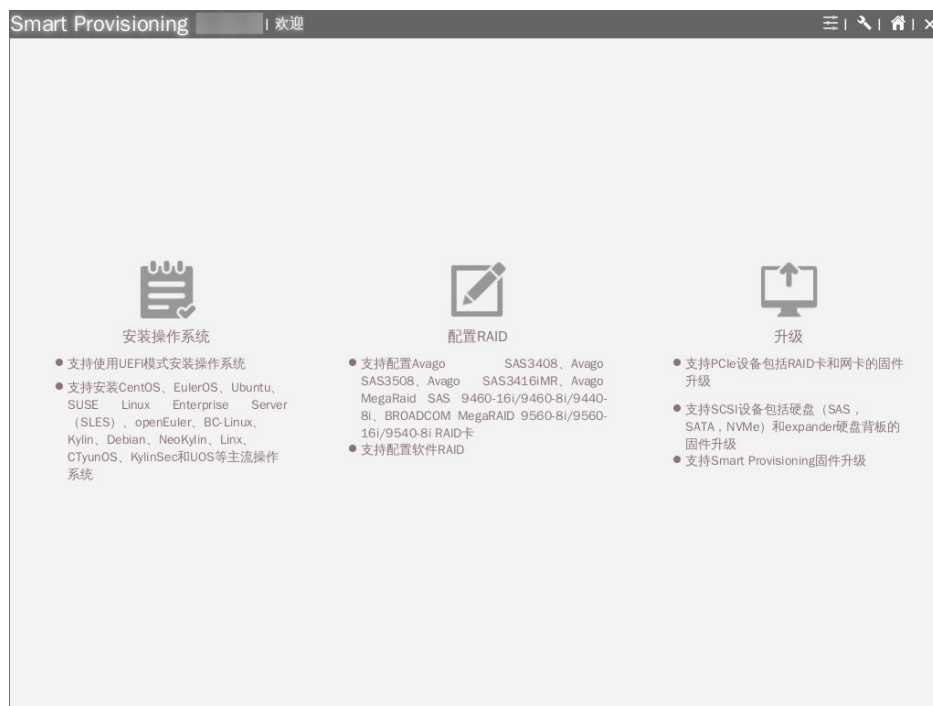 Smart Provisioning
| 欢迎
安装操作系统
支持使用UEFI模式安装操作系统
支持安装CentOS、EulerOS、Ubuntu、
SUSE Linux Enterprise Server
（SLES）、openEuler、BC-Linux、
Kylin、Debian、NeoKylin、Linx、
CTyunOS、KylinSec和UOS等主流操作
系统
配置RAID
支持配置Avago SAS3408、Avago
SAS3508、Avago SAS3416iMR、Avago
MegaRaid SAS 9460-16i/9460-8i/9440-
8i、BROADCOM MegaRAID 9560-8i/9560-
16i/9540-8i RAID卡
支持配置软件RAID
升级
支持PCIe设备包括RAID卡和网卡的固件
升级
支持SCSI设备包括硬盘（SAS，
SATA，NVMe）和expander硬盘背板的
固件升级
支持Smart Provisioning固件升级